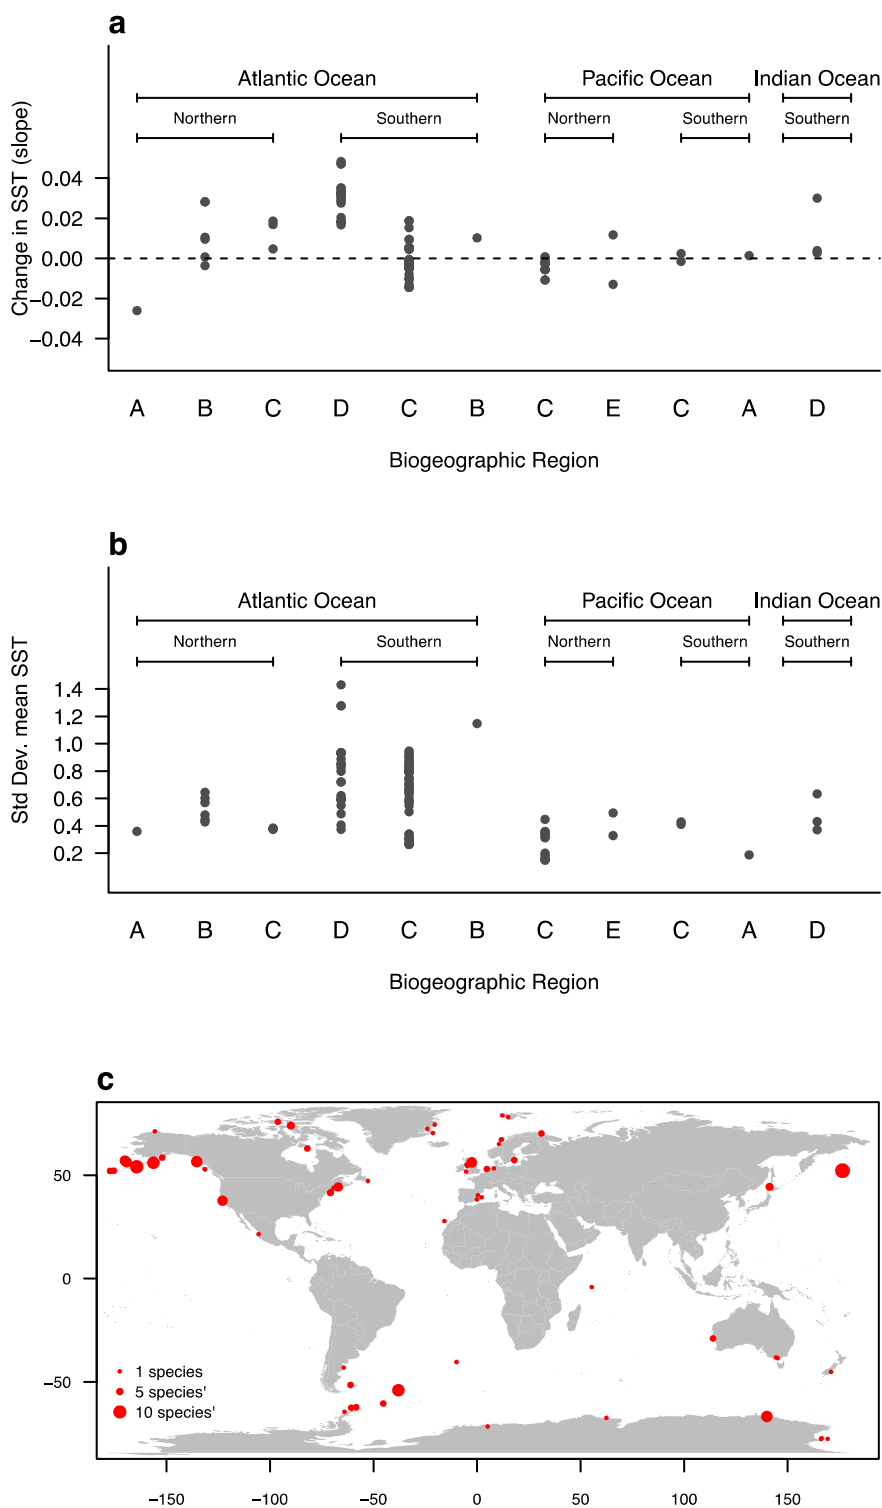 a
Atlantic Ocean Pacific Ocean Indian Ocean
Northern Southern Northern Southern Southern
Change in SST (slope)
0.04
0.02
0.00
−0.02
−0.04
A B C D C B C E C A D
Biogeographic Region
b
Atlantic Ocean Pacific Ocean Indian Ocean
Northern Southern Northern Southern Southern
Std Dev. mean SST
1.4
1.2
1.0
0.8
0.6
0.4
0.2
A B C D C B C E C A D
Biogeographic Region
c
50
0
−50
1 species
5 species'
10 species'
−150 −100 −50 0 50 100 150